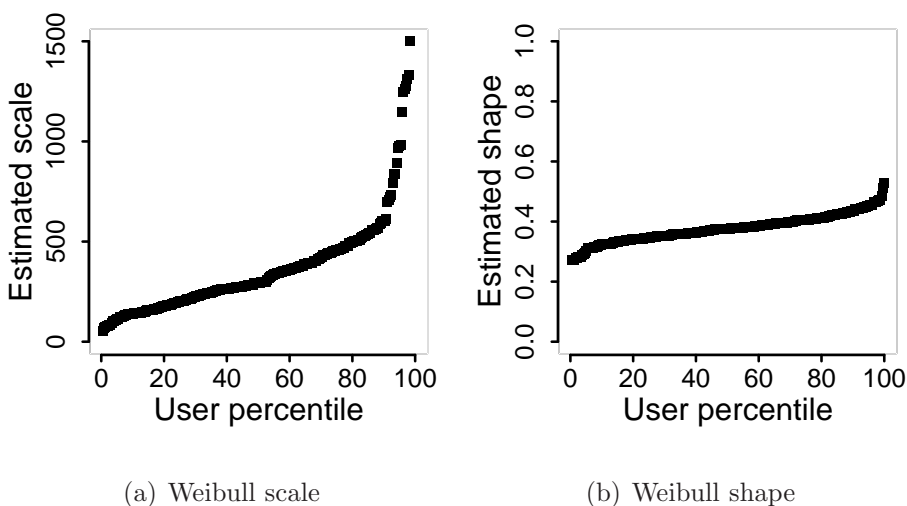 Estimated scale
0
500
1000
1500
0 20 40 60 80 100
User percentile
(a) Weibull scale
Estimated shape
0.0
0.2
0.4
0.6
0.8
1.0
0 20 40 60 80 100
User percentile
(b) Weibull shape